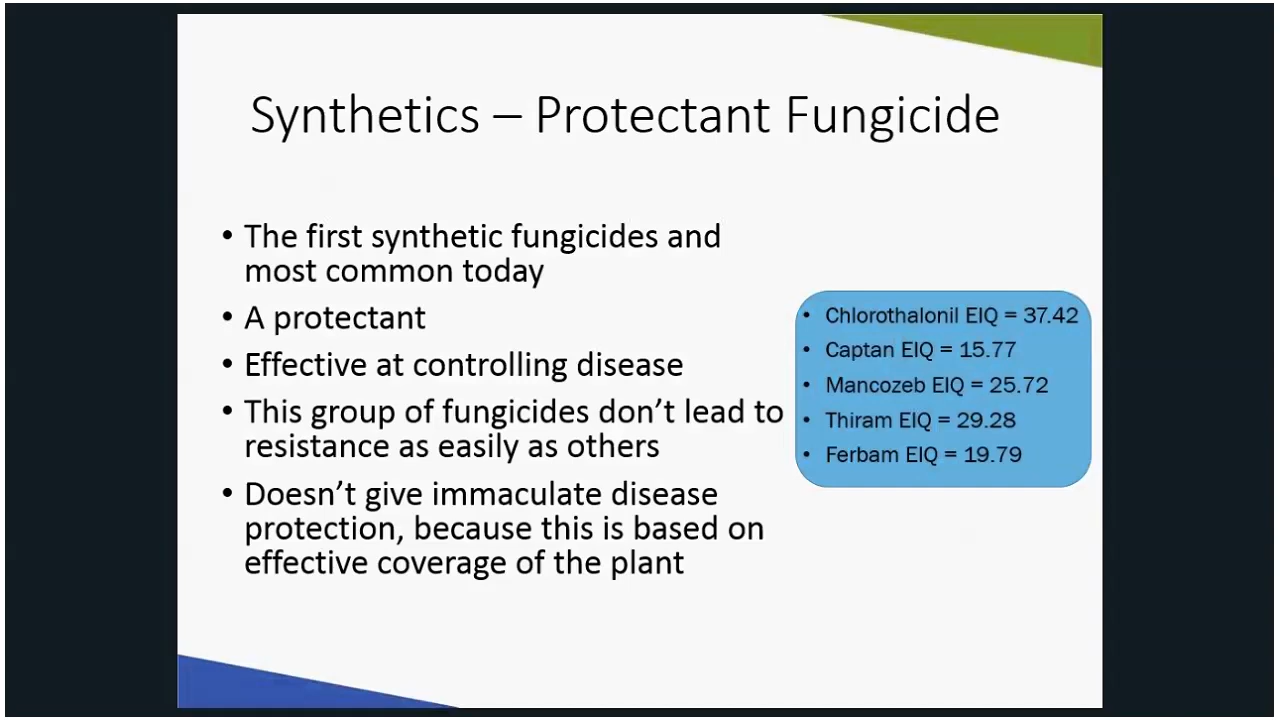 Synthetics – Protectant Fungicide
• The first synthetic fungicides and
most common today
• A protectant
• Effective at controlling disease
• This group of fungicides don’t lead to
resistance as easily as others
• Doesn’t give immaculate disease
protection, because this is based on
effective coverage of the plant
• Chlorothalonil EIQ = 37.42
• Captan EIQ = 15.77
• Mancozeb EIQ = 25.72
• Thiram EIQ = 29.28
• Ferbam EIQ = 19.79